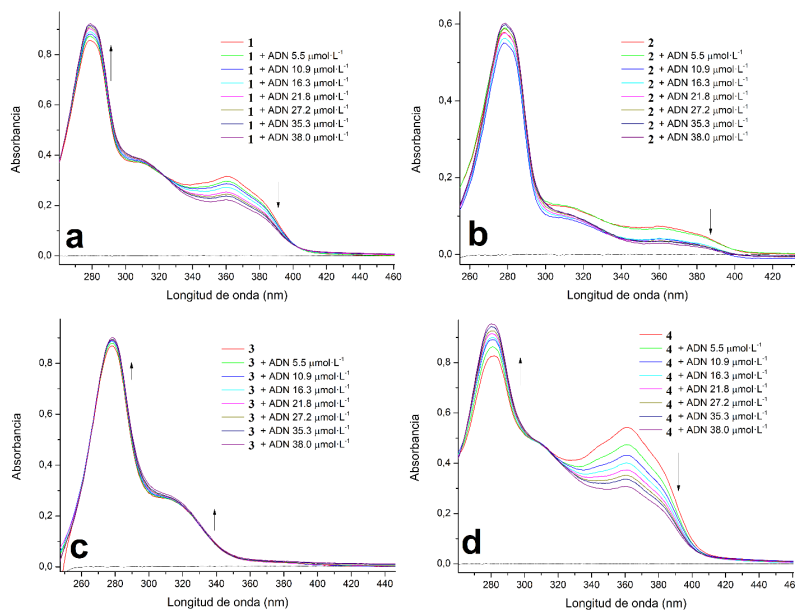 Absorbancia
0,8
0,6
0,4
0,2
0,0
1
1 + ADN 5.5 μmol·L-1
1 + ADN 10.9 μmol·L-1
1 + ADN 16.3 μmol·L-1
1 + ADN 21.8 μmol·L-1
1 + ADN 27.2 μmol·L-1
1 + ADN 35.3 μmol·L-1
1 + ADN 38.0 μmol·L-1
a
280 300 320 340 360 380 400 420 440 460
Longitud de onda (nm)
Absorbancia
0,6
0,4
0,2
0,0
2
2 + ADN 5.5 μmol·L-1
2 + ADN 10.9 μmol·L-1
2 + ADN 16.3 μmol·L-1
2 + ADN 21.8 μmol·L-1
2 + ADN 27.2 μmol·L-1
2 + ADN 35.3 μmol·L-1
2 + ADN 38.0 μmol·L-1
b
260 280 300 320 340 360 380 400 420
Longitud de onda (nm)
Absorbancia
0,8
0,6
0,4
0,2
0,0
3
3 + ADN 5.5 μmol·L-1
3 + ADN 10.9 μmol·L-1
3 + ADN 16.3 μmol·L-1
3 + ADN 21.8 μmol·L-1
3 + ADN 27.2 μmol·L-1
3 + ADN 35.3 μmol·L-1
3 + ADN 38.0 μmol·L-1
c
260 280 300 320 340 360 380 400 420 440
Longitud de onda (nm)
Absorbancia
0,8
0,6
0,4
0,2
0,0
4
4 + ADN 5.5 μmol·L-1
4 + ADN 10.9 μmol·L-1
4 + ADN 16.3 μmol·L-1
4 + ADN 21.8 μmol·L-1
4 + ADN 27.2 μmol·L-1
4 + ADN 35.3 μmol·L-1
4 + ADN 38.0 μmol·L-1
d
260 280 300 320 340 360 380 400 420 440
Longitud de onda (nm)